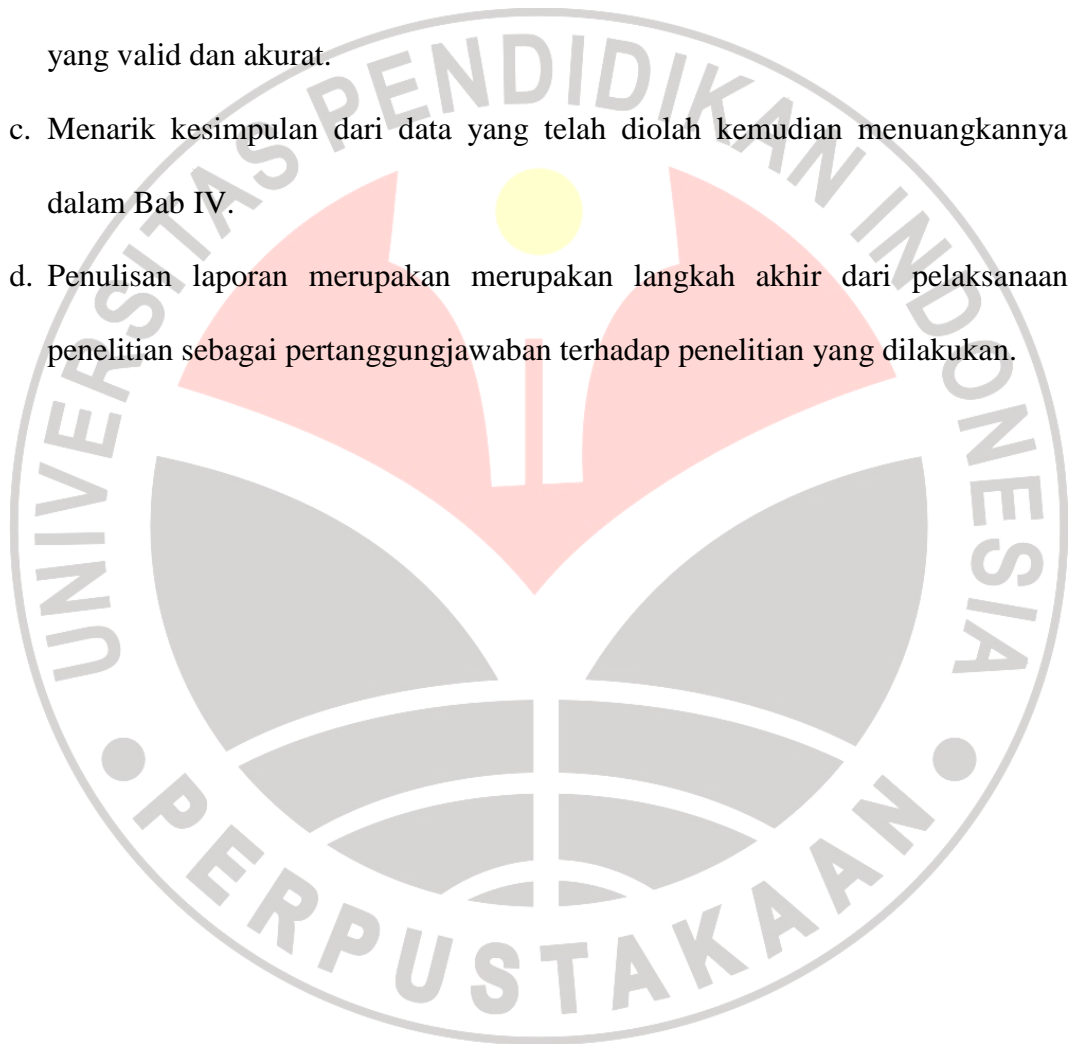 yang valid dan akurat.
c. Menarik kesimpulan dari data yang telah diolah kemudian menuangkannya
dalam Bab IV.
d. Penulisan laporan merupakan merupakan langkah akhir dari pelaksanaan
penelitian sebagai pertanggungjawaban terhadap penelitian yang dilakukan.
UNIVERSITAS PENDIDIKAN INDONESIA
PERPUSTAKAAN